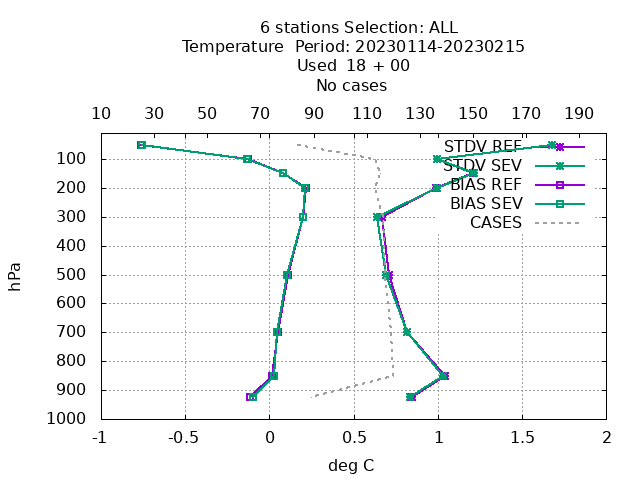 6 stations Selection: ALL
Temperature  Period: 20230114-20230215
Used  18 + 00
No cases
10 30 50 70 90 110 130 150 170 190
STDV REF
STDV SEV
BIAS REF
BIAS SEV
CASES
100
200
300
400
500
600
700
800
900
1000
hPa
-1 -0.5 0 0.5 1 1.5 2
deg C